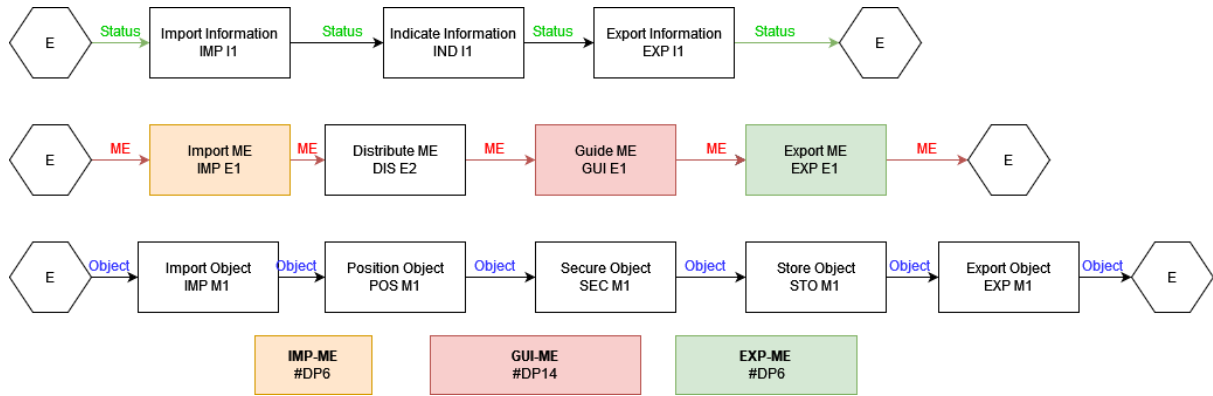 E
Status
Import Information
IMP I1
Status
Indicate Information
IND I1
Status
Export Information
EXP I1
Status
E
E
ME
Import ME
IMP E1
ME
Distribute ME
DIS E2
ME
Guide ME
GUI E1
ME
Export ME
EXP E1
ME
E
E
Object
Import Object
IMP M1
Object
Position Object
POS M1
Object
Secure Object
SEC M1
Object
Store Object
STO M1
Object
Export Object
EXP M1
Object
E
IMP-ME
#DP6
GUI-ME
#DP14
EXP-ME
#DP6